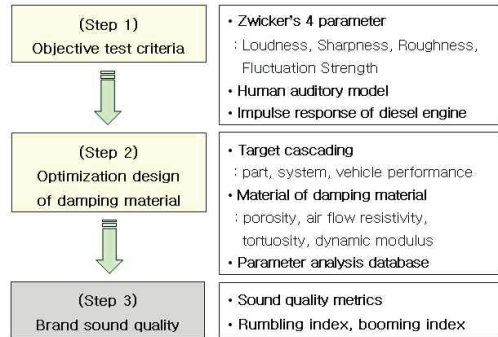 (Step 1)
Objective test criteria
• Zwicker's 4 parameter
: Loudness, Sharpness, Roughness,
Fluctuation Strength
• Human auditory model
• Impulse response of diesel engine
(Step 2)
Optimization design
of damping material
• Target cascading
: part, system, vehicle performance
• Material of damping material
: porosity, air flow resistivity,
tortuosity, dynamic modulus
• Parameter analysis database
(Step 3)
Brand sound quality
• Sound quality metrics
• Rumbling index, booming index